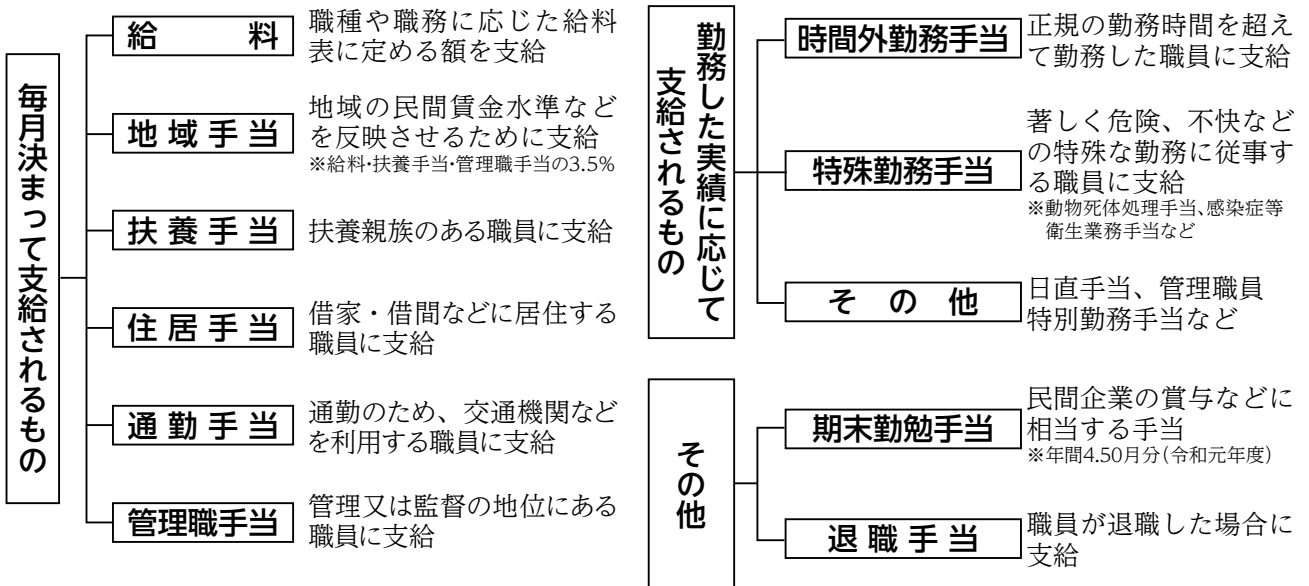 毎月決まって支給されるもの
給料
職種や職務に応じた給料
表に定める額を支給
地域手当
地域の民間賃金水準など
を反映させるために支給
※給料・扶養手当・管理職手当の3.5%
扶養手当
扶養親族のある職員に支給
住居手当
借家・借間などに居住する
職員に支給
通勤手当
通勤のため、交通機関など
を利用する職員に支給
管理職手当
管理又は監督の地位にある
職員に支給
勤務した実績に応じて
支給されるもの
時間外勤務手当
正規の勤務時間を超え
て勤務した職員に支給
特殊勤務手当
著しく危険、不快など
の特殊な勤務に従事す
る職員に支給
※動物死体処理手当、感染症等
衛生業務手当など
その他
日直手当、管理職員
特別勤務手当など
その他
期末勤勉手当
民間企業の賞与などに
相当する手当
※年間4.50月分(令和元年度)
退職手当
職員が退職した場合に
支給